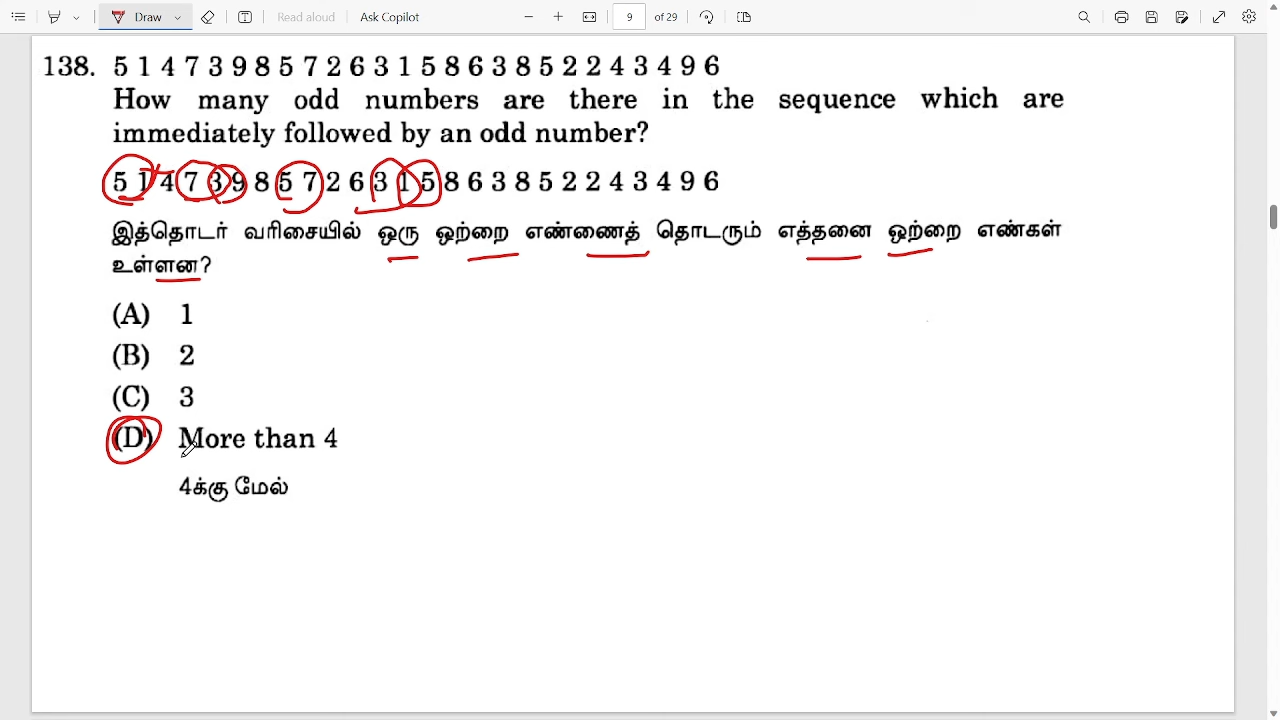 Draw
Read aloud
Ask Copilot
9
of 29
138. 5 1 4 7 3 9 8 5 7 2 6 3 1 5 8 6 3 8 5 2 2 4 3 4 9 6
How many odd numbers are there in the sequence which are
immediately followed by an odd number?
5 1 4 7 3 9 8 5 7 2 6 3 1 5 8 6 3 8 5 2 2 4 3 4 9 6
இத்தொடர் வரிசையில் ஒரு ஒற்றை எண்ணைத் தொடரும் எத்தனை ஒற்றை எண்கள்
உள்ளன?
(A) 1
(B) 2
(C) 3
(D) More than 4
4க்கு மேல்